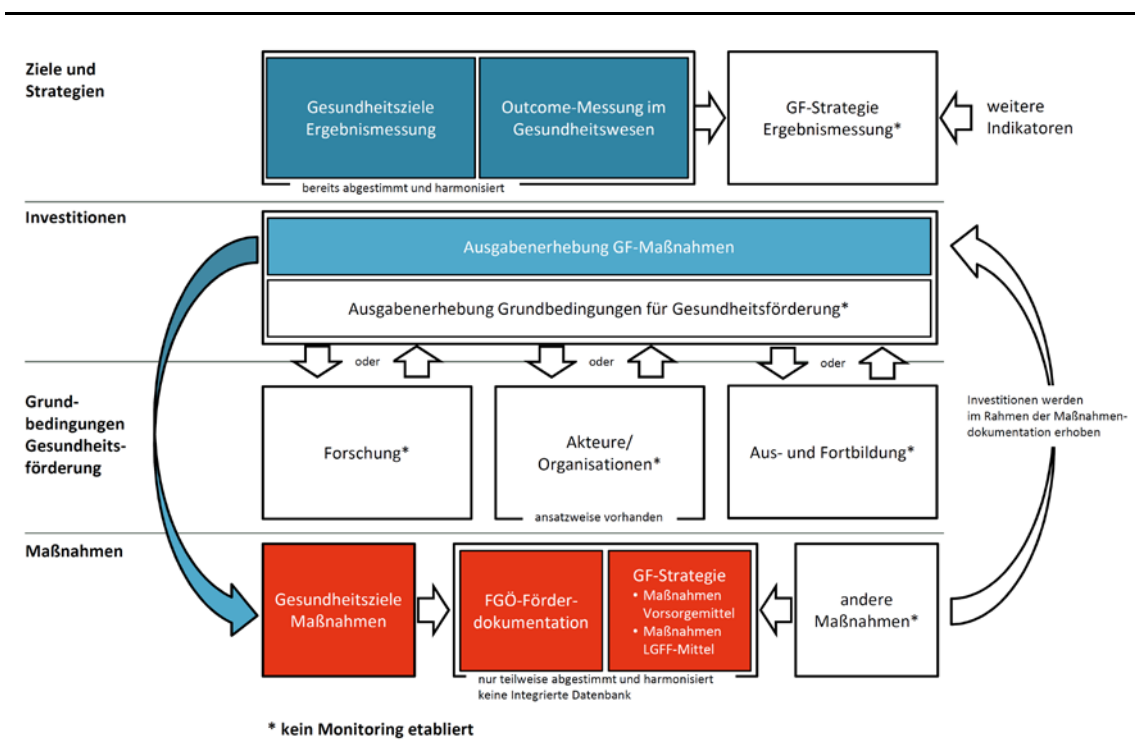 Ziele und
Strategien
Gesundheitsziele
Ergebnismessung
Outcome-Messung im
Gesundheitswesen
GF-Strategie
Ergebnismessung*
weitere
Indikatoren
bereits abgestimmt und harmonisiert
Investitionen
Ausgabenerhebung GF-Maßnahmen
Ausgabenerhebung Grundbedingungen für Gesundheitsförderung*
oder
oder
oder
Grund-
bedingungen
Gesundheits-
förderung
Forschung*
Akteure/
Organisationen*
ansatzweise vorhanden
Aus- und Fortbildung*
Investitionen werden
im Rahmen der Maßnahmen-
dokumentation erhoben
Maßnahmen
Gesundheitsziele
Maßnahmen
FGÖ-Förder-
dokumentation
GF-Strategie
• Maßnahmen
Vorsorgemittel
• Maßnahmen
LGFF-Mittel
andere
Maßnahmen*
nur teilweise abgestimmt und harmonisiert
keine Integrierte Datenbank
* kein Monitoring etabliert